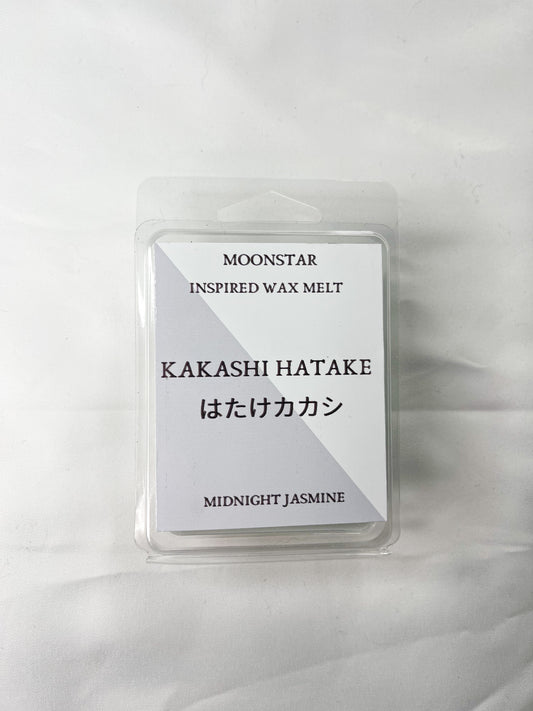 MOONSTAR
INSPIRED WAX MELT
KAKASHI HATAKE
はたけカカシ
MIDNIGHT JASMINE